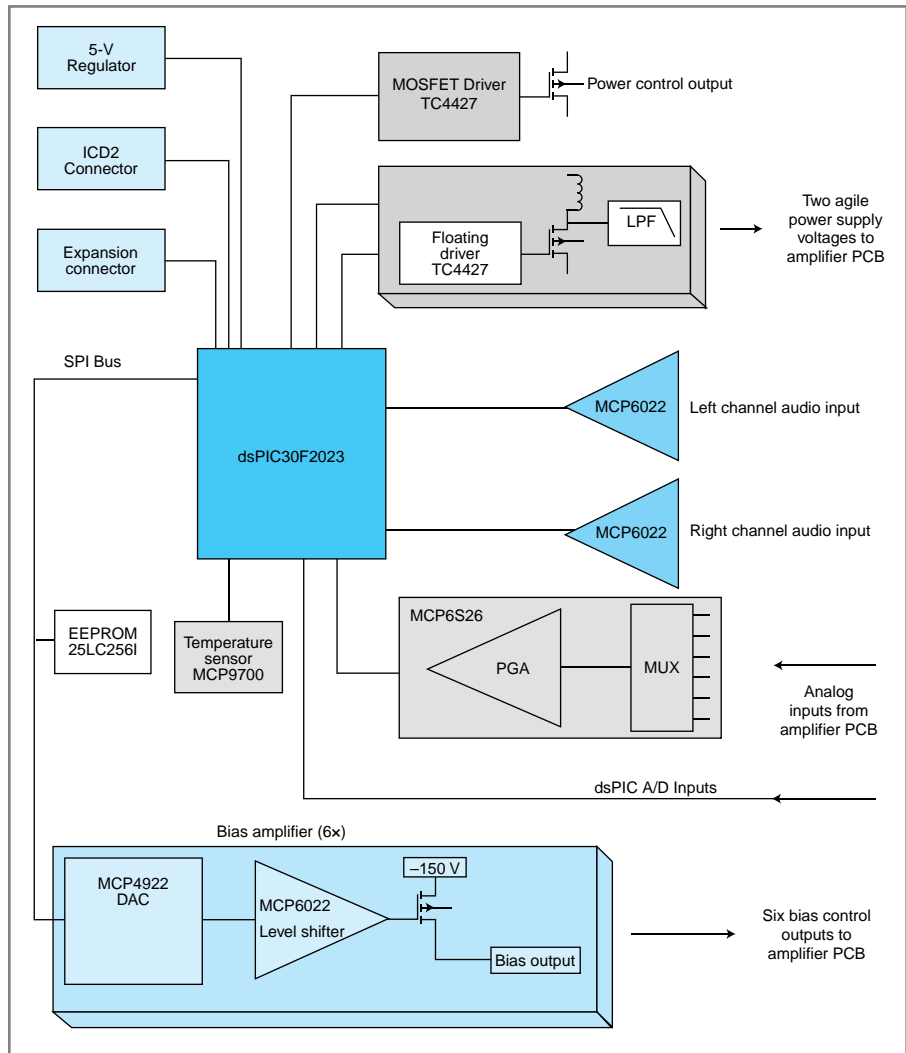 5-V
Regulator
MOSFET Driver
TC4427
Power control output
ICD2
Connector
Two agile
power supply
voltages to
amplifier PCB
LPF
Floating
driver
TC4427
Expansion
connector
SPI Bus
MCP6022
Left channel audio input
dsPIC30F2023
MCP6022
Right channel audio input
MCP6S26
EEPROM
25LC256I
Temperature
sensor
MCP9700
PGA
MUX
Analog
inputs from
amplifier PCB
dsPIC A/D Inputs
Bias amplifier (6×)
–150 V
MCP4922
DAC
MCP6022
Level shifter
Bias output
Six bias control
outputs to
amplifier PCB